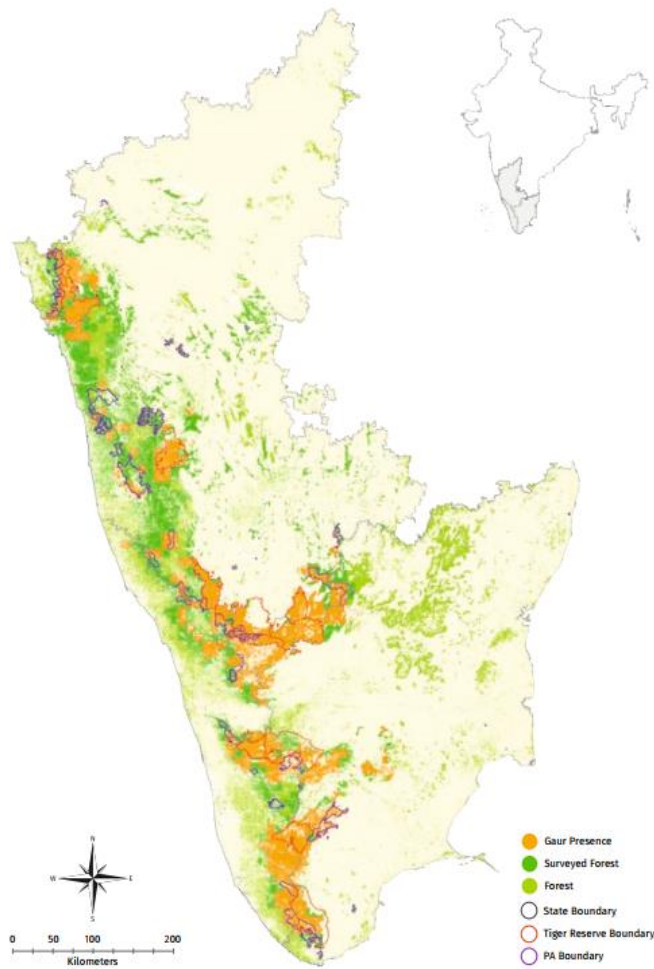 N
W
E
S
0 50 100 200
Kilometers
Gaur Presence
Surveyed Forest
Forest
State Boundary
Tiger Reserve Boundary
PA Boundary